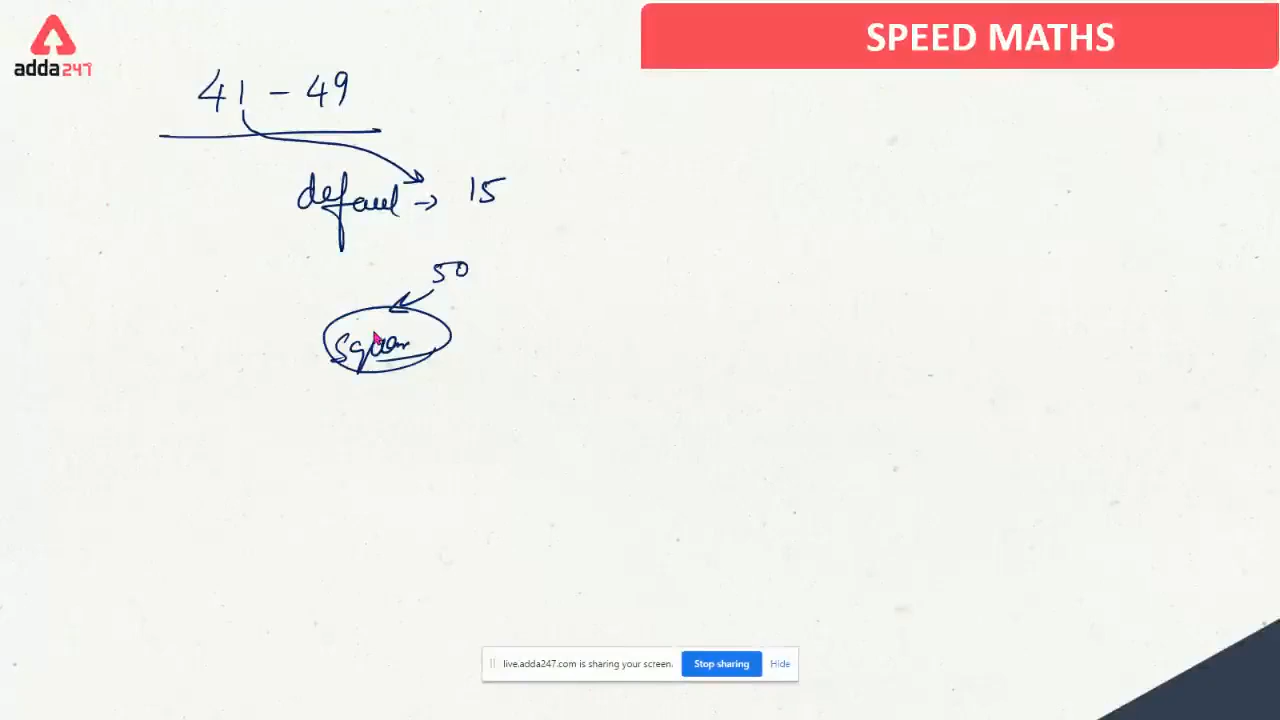 SPEED MATHS
adda247
41 - 49
defaul → 15
50
Square
live.adda247.com is sharing your screen. Stop sharing Hide